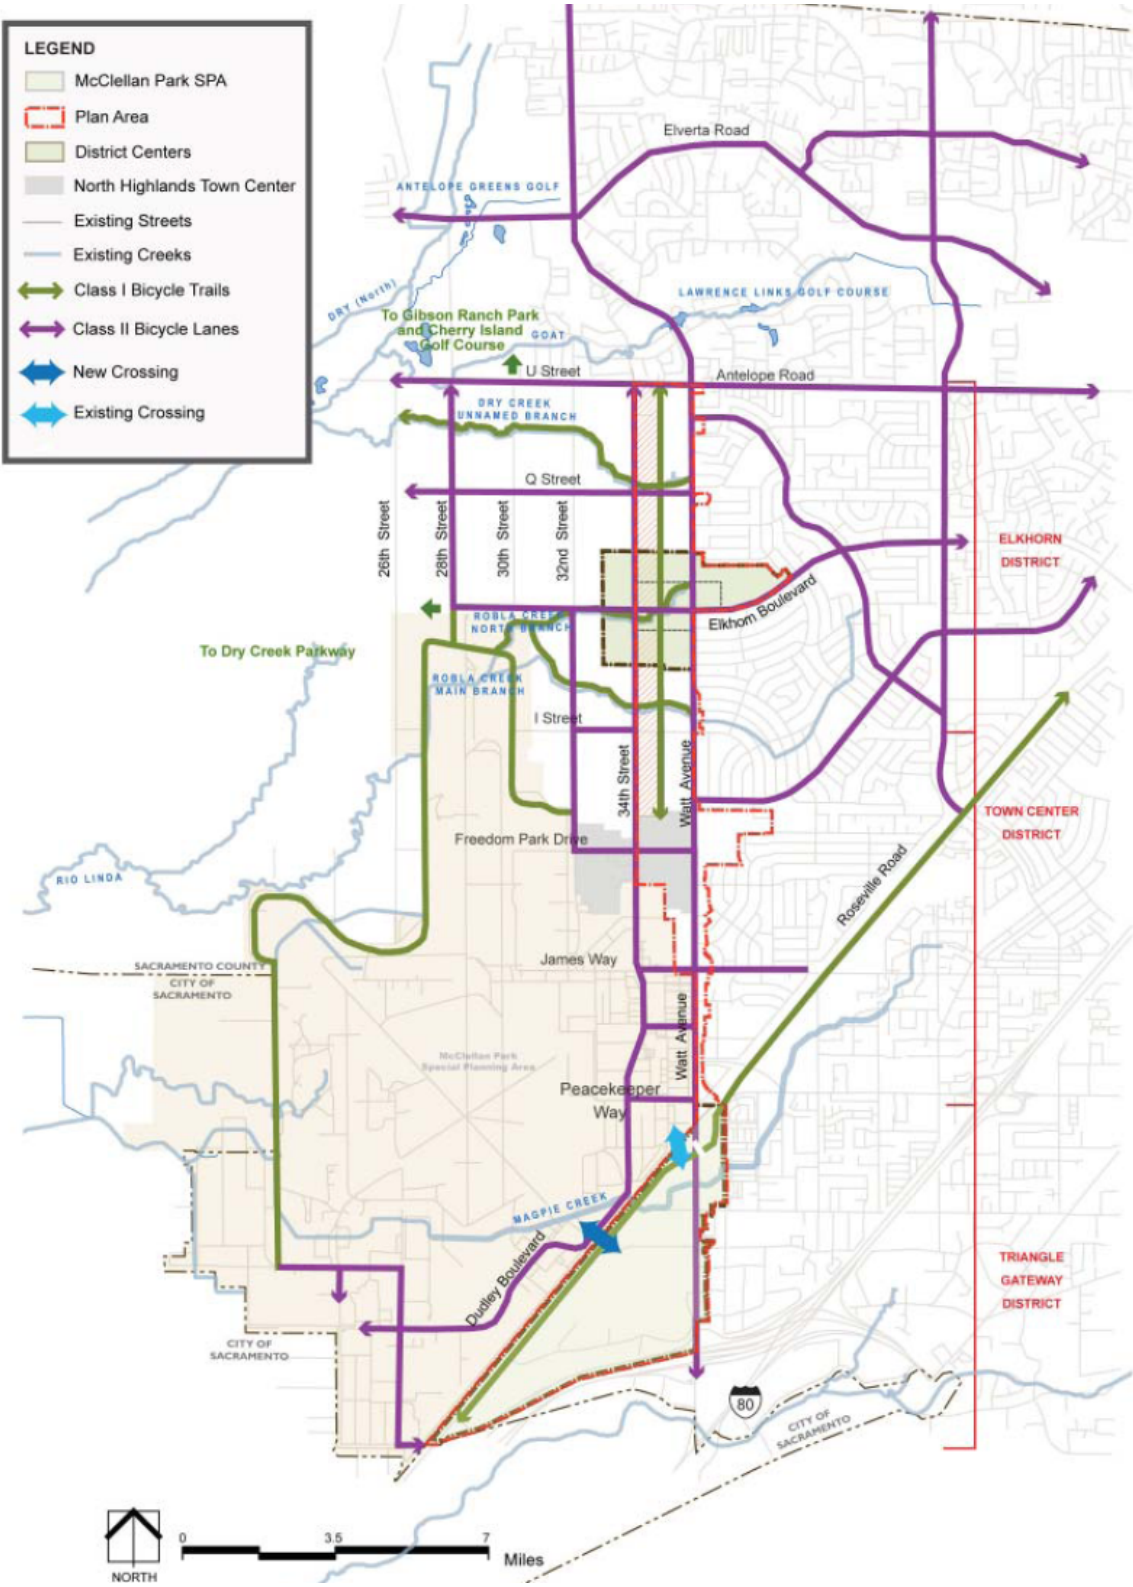 LEGEND
McClellan Park SPA
Plan Area
District Centers
North Highlands Town Center
Existing Streets
Existing Creeks
Class I Bicycle Trails
Class II Bicycle Lanes
New Crossing
Existing Crossing
Elverta Road
ANTELOPE GREENS GOLF
DRY (North)
LAWRENCE LINKS GOLF COURSE
To Gibson Ranch Park
and Cherry Island
Golf Course
GOAT
U Street
Antelope Road
DRY CREEK
UNNAMED BRANCH
Q Street
26th Street
28th Street
30th Street
32nd Street
ELKHORN
DISTRICT
Elkhorn Boulevard
ROBLA CREEK
NORTH BRANCH
To Dry Creek Parkway
ROBLA CREEK
MAIN BRANCH
I Street
34th Street
Watt Avenue
Freedom Park Drive
TOWN CENTER
DISTRICT
RIO LINDA
Roseville Road
James Way
SACRAMENTO COUNTY
CITY OF
SACRAMENTO
Watt Avenue
McClellan Park
Special Planning Area
Peacekeeper
Way
MAGPIE CREEK
Dudley Boulevard
TRIANGLE
GATEWAY
DISTRICT
CITY OF
SACRAMENTO
80
CITY OF
SACRAMENTO
0 3.5 7
Miles
NORTH